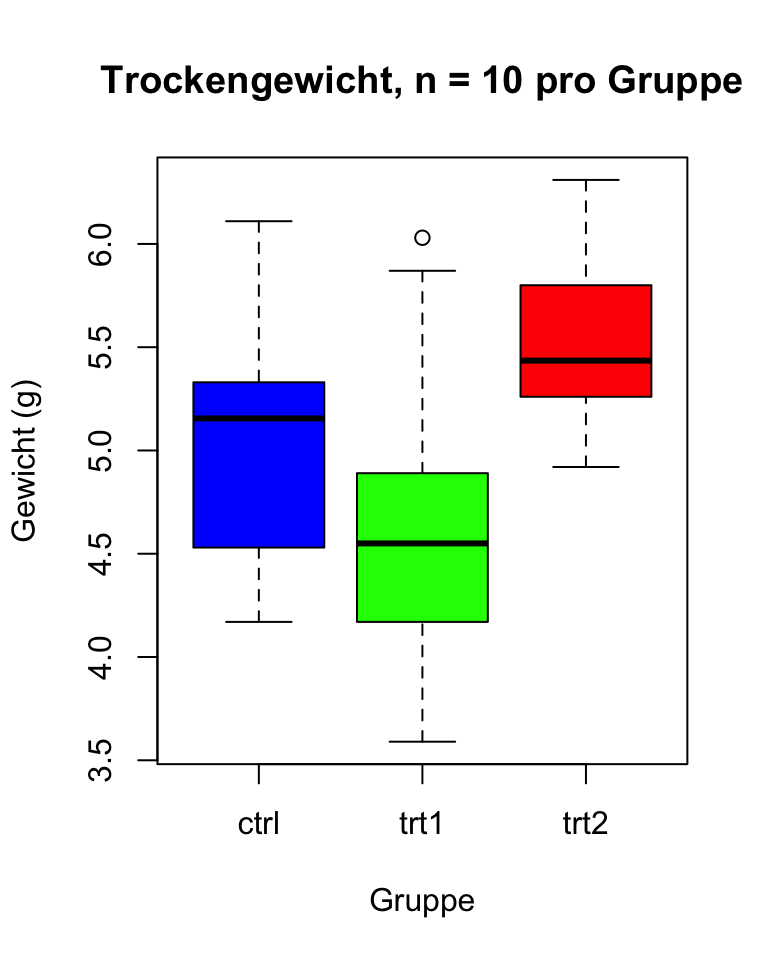 Trockengewicht, n = 10 pro Gruppe
Gewicht (g)
6.0
5.5
5.0
4.5
4.0
3.5
ctrl trt1 trt2
Gruppe